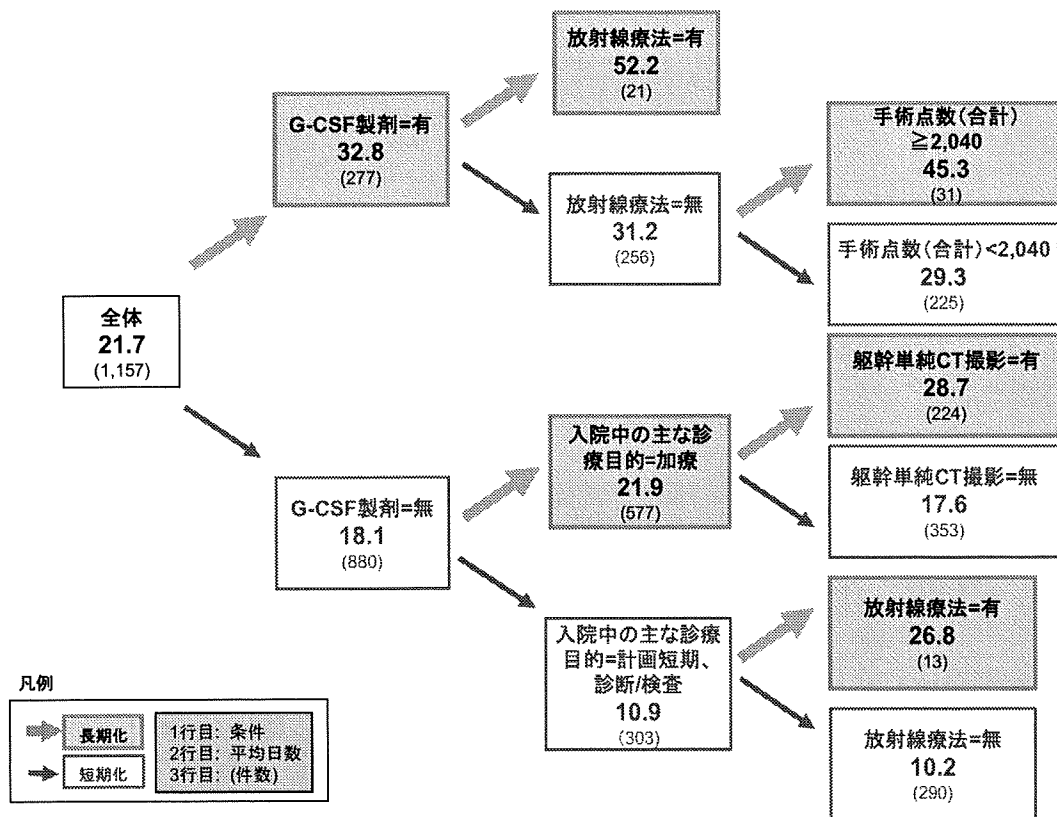 全体
21.7
(1,157)
G-CSF製剤=有
32.8
(277)
G-CSF製剤=無
18.1
(880)
放射線療法=有
52.2
(21)
放射線療法=無
31.2
(256)
入院中の主な診
療目的=加療
21.9
(577)
入院中の主な診療
目的=計画短期、
診断/検査
10.9
(303)
手術点数(合計)
≧2,040
45.3
(31)
手術点数(合計)<2,040
29.3
(225)
躯幹単純CT撮影=有
28.7
(224)
躯幹単純CT撮影=無
17.6
(353)
放射線療法=有
26.8
(13)
放射線療法=無
10.2
(290)
凡例
長期化
短期化
1行目: 条件
2行目: 平均日数
3行目: (件数)